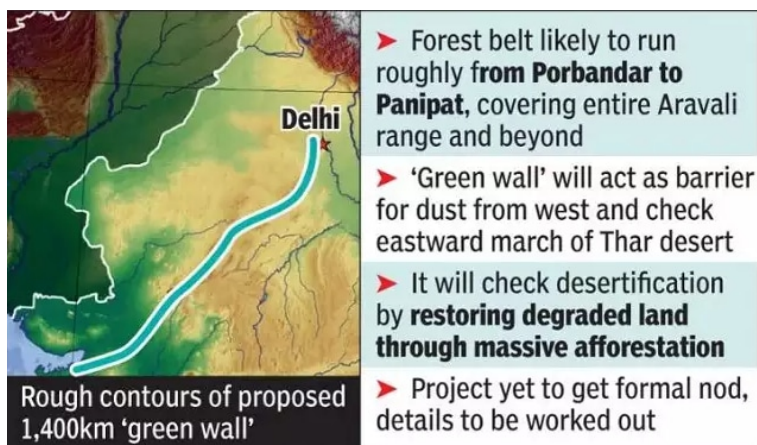 Delhi
Rough contours of proposed
1,400km ‘green wall’
➤ Forest belt likely to run
roughly from Porbandar to
Panipat, covering entire Aravali
range and beyond
➤ ‘Green wall’ will act as barrier
for dust from west and check
eastward march of Thar desert
➤ It will check desertification
by restoring degraded land
through massive afforestation
➤ Project yet to get formal nod,
details to be worked out